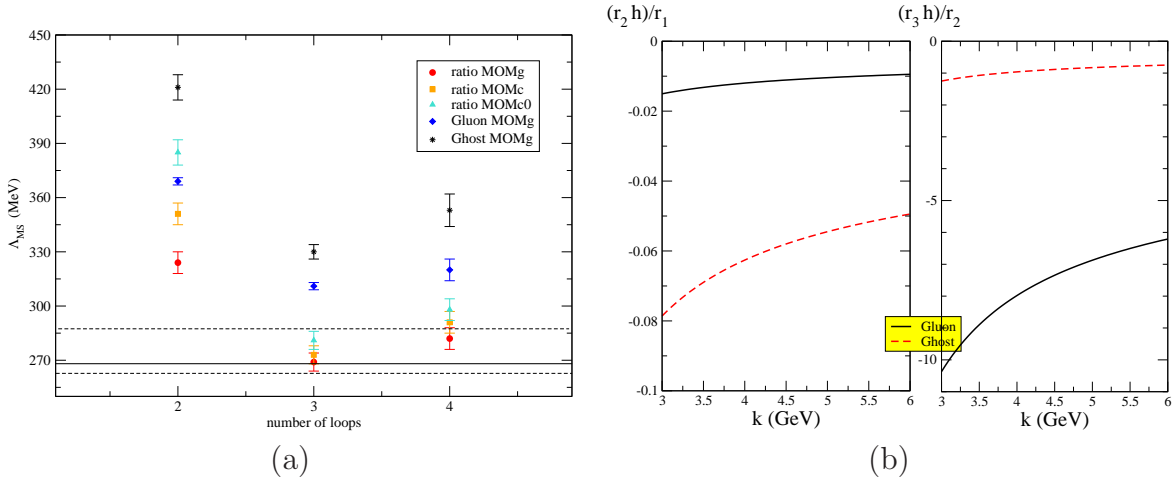 450
420
390
360
330
300
270
Λ_MS (MeV)
2
3
4
number of loops
ratio MOMg
ratio MOMc
ratio MOMc0
Gluon MOMg
Ghost MOMg
(a)
(r₂ h)/r₁
0
-0.02
-0.04
-0.06
-0.08
-0.1
3 3.5 4 4.5 5 5.5 6
k (GeV)
(r₃ h)/r₂
0
-5
-10
3 3.5 4 4.5 5 5.5 6
k (GeV)
Gluon
Ghost
(b)